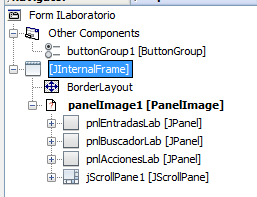 Form ILaboratorio
Other Components
buttonGroup1 [ButtonGroup]
[JInternalFrame]
BorderLayout
panelImage1 [PanelImage]
pnlEntradasLab [JPanel]
pnlBuscadorLab [JPanel]
pnlAccionesLab [JPanel]
jScrollPane1 [JScrollPane]